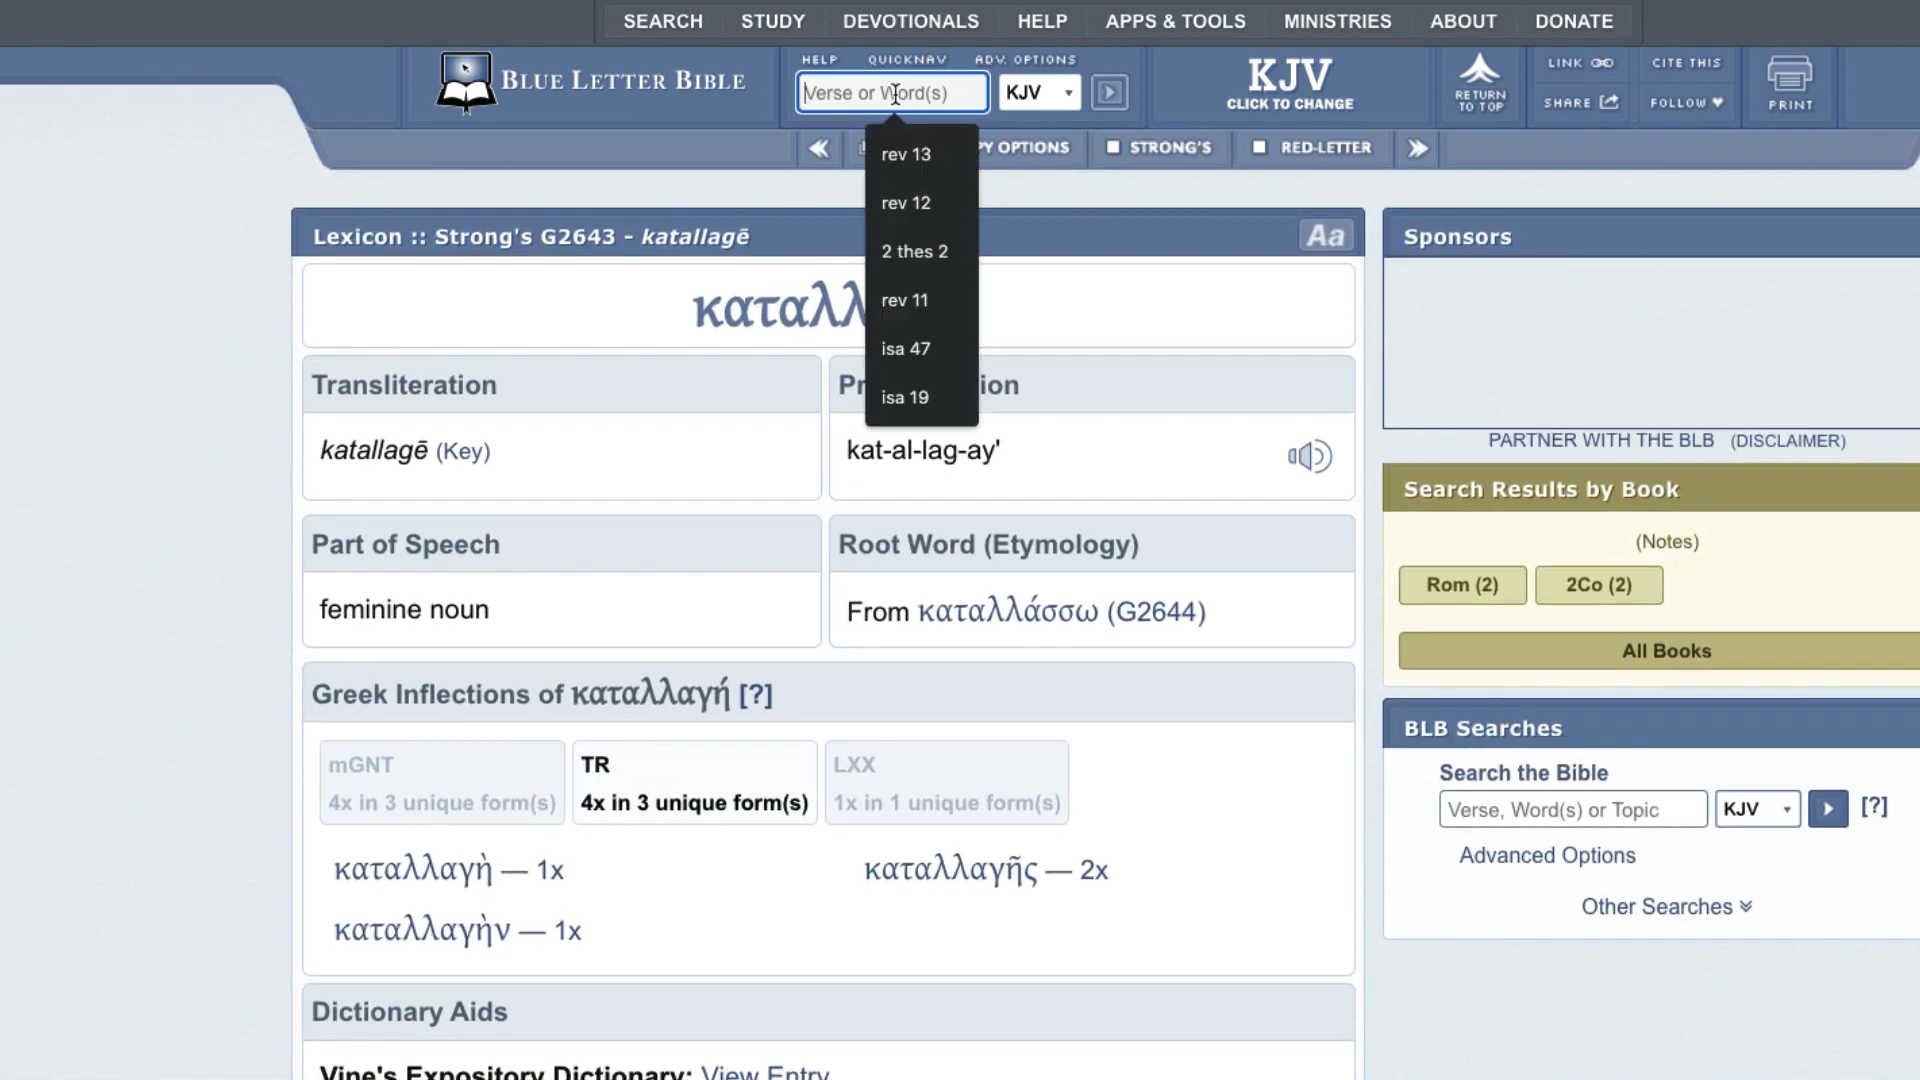 SEARCH STUDY DEVOTIONALS HELP APPS & TOOLS MINISTRIES ABOUT DONATE
BLUE LETTER BIBLE
HELP QUICKNAV ADV. OPTIONS
Verse or Word(s) KJV
KJV
CLICK TO CHANGE
RETURN
TO TOP
LINK
SHARE
CITE THIS
FOLLOW
PRINT
PY OPTIONS STRONG'S RED-LETTER
rev 13
rev 12
2 thes 2
rev 11
isa 47
isa 19
Lexicon :: Strong's G2643 - katallagē
Aa
καταλλ
Transliteration
katallagē (Key)
Pr ion
kat-al-lag-ay'
Part of Speech
feminine noun
Root Word (Etymology)
From καταλλάσσω (G2644)
Greek Inflections of καταλλαγή [?]
mGNT
4x in 3 unique form(s)
TR
4x in 3 unique form(s)
LXX
1x in 1 unique form(s)
καταλλαγὴ — 1x
καταλλαγῆς — 2x
καταλλαγὴν — 1x
Dictionary Aids
Vine's Expository Dictionary: View Entry
Sponsors
PARTNER WITH THE BLB (DISCLAIMER)
Search Results by Book
(Notes)
Rom (2) 2Co (2)
All Books
BLB Searches
Search the Bible
Verse, Word(s) or Topic KJV [?]
Advanced Options
Other Searches